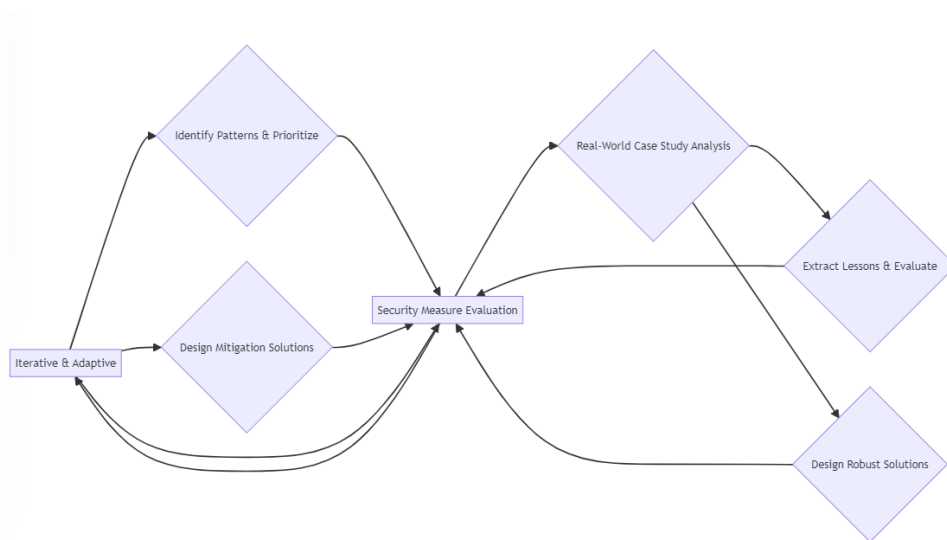 Identify Patterns & Prioritize
Real-World Case Study Analysis
Extract Lessons & Evaluate
Security Measure Evaluation
Design Mitigation Solutions
Iterative & Adaptive
Design Robust Solutions